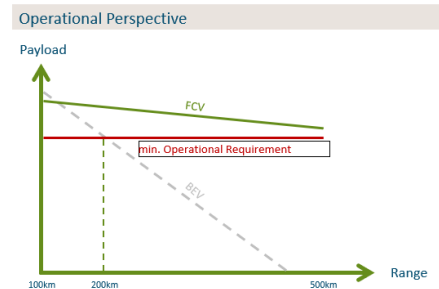 Operational Perspective
Payload
FCV
min. Operational Requirement
BEV
Range
100km
200km
500km